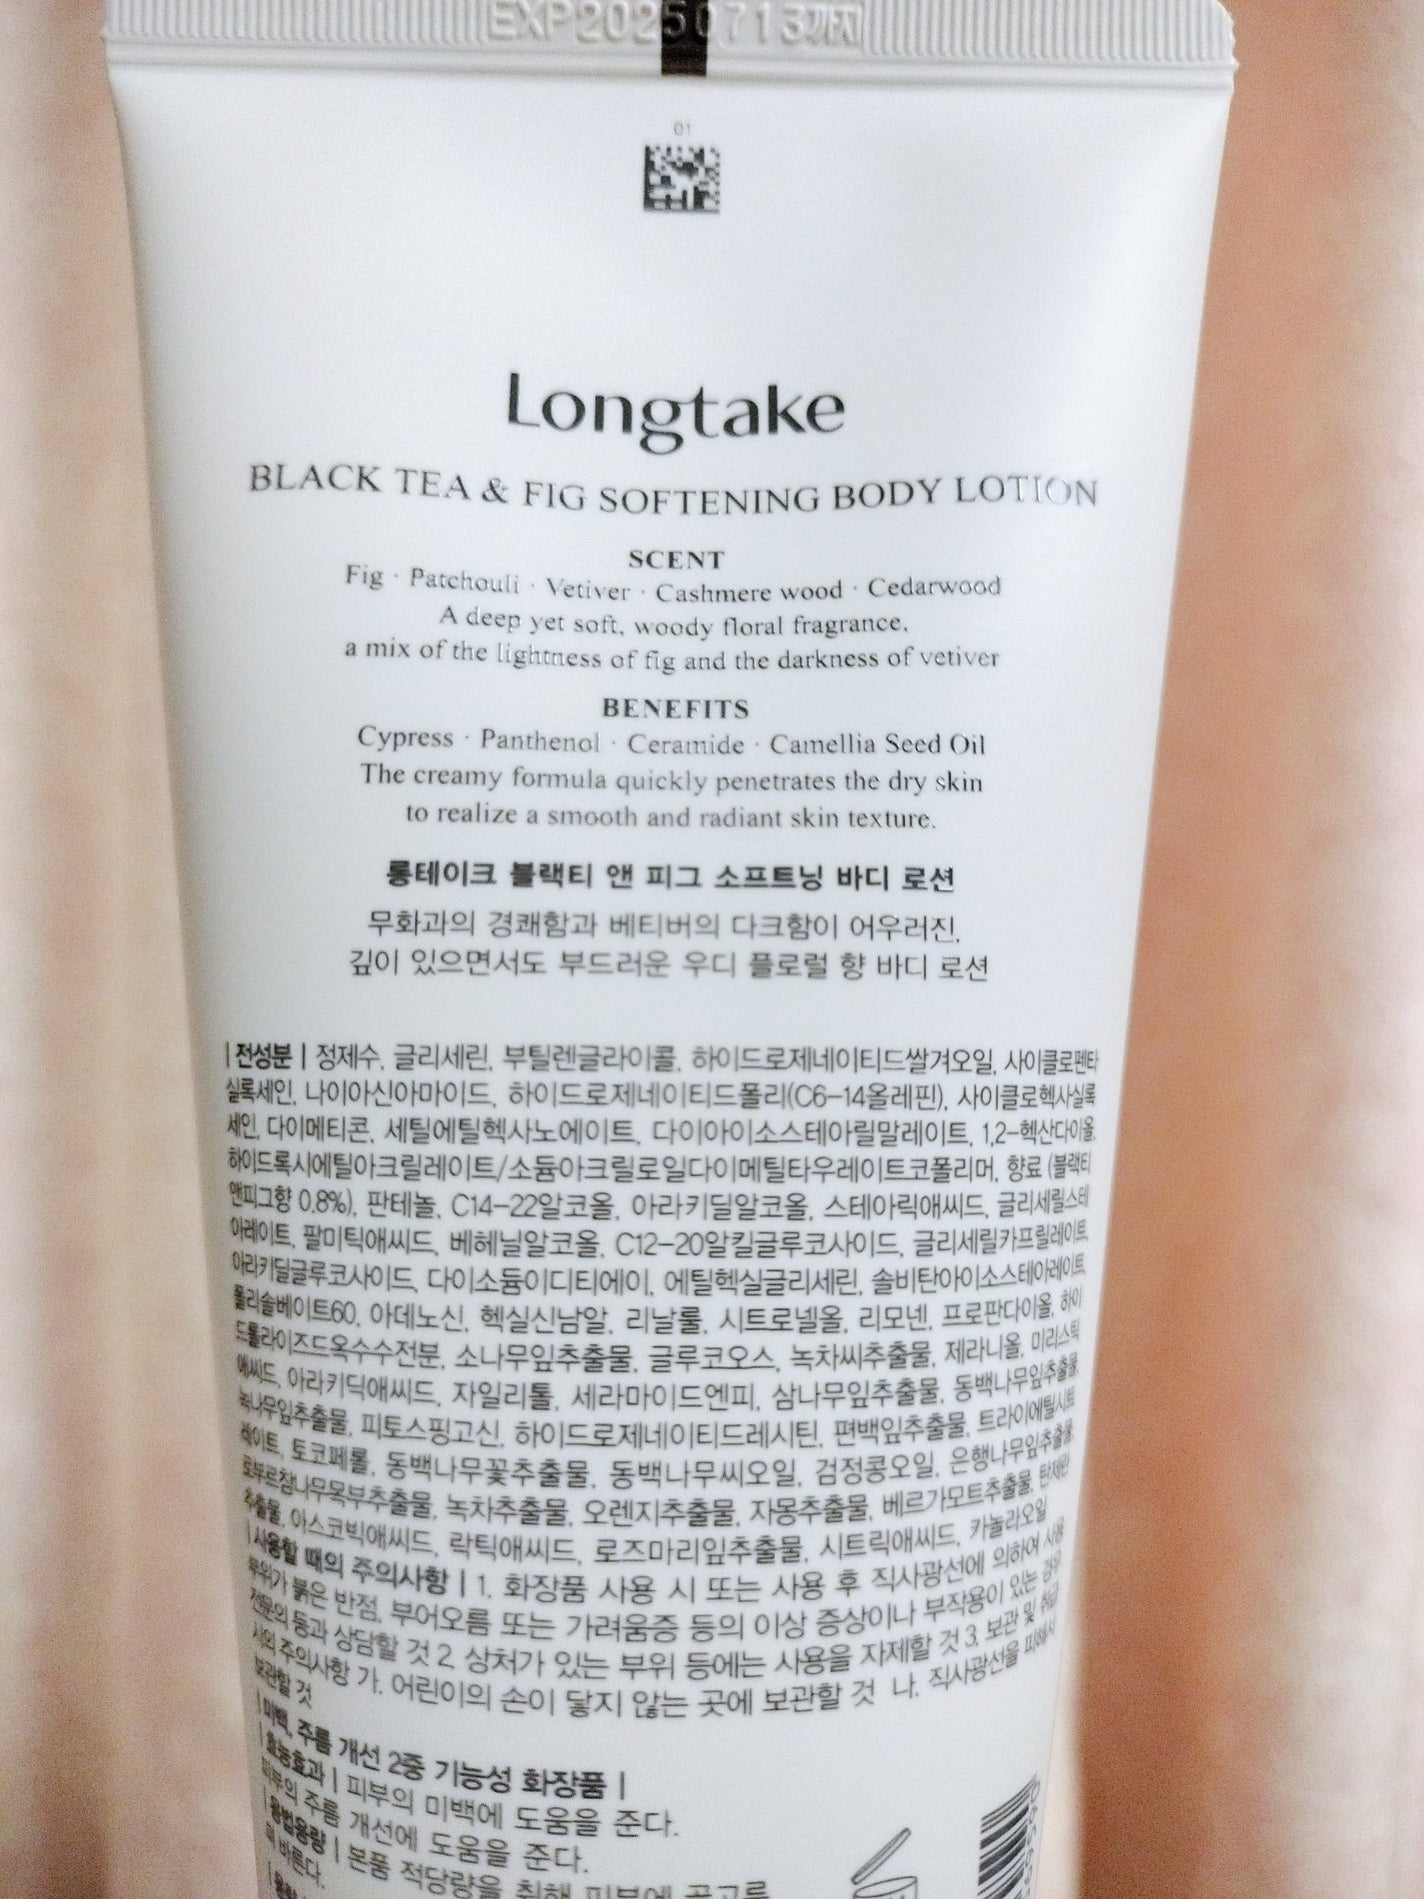 EXP20250713까지
01
Longtake
BLACK TEA & FIG SOFTENING BODY LOTION
SCENT
Fig · Patchouli · Vetiver · Cashmere wood · Cedarwood
A deep yet soft, woody floral fragrance,
a mix of the lightness of fig and the darkness of vetiver
BENEFITS
Cypress · Panthenol · Ceramide · Camellia Seed Oil
The creamy formula quickly penetrates the dry skin
to realize a smooth and radiant skin texture.
롱테이크 블랙티 앤 피그 소프트닝 바디 로션
무화과의 경쾌함과 베티버의 다크함이 어우러진,
깊이 있으면서도 부드러운 우디 플로럴 향 바디 로션
| 전성분 | 정제수, 글리세린, 부틸렌글라이콜, 하이드로제네이티드쌀겨오일, 사이클로펜타
실록세인, 나이아신아마이드, 하이드로제네이티드폴리(C6-14올레핀), 사이클로헥사실록
세인, 다이메티콘, 세틸에틸헥사노에이트, 다이아이소스테아릴말레이트, 1,2-헥산다이올,
하이드록시에틸아크릴레이트/소듐아크릴로일다이메틸타우레이트코폴리머, 향료 (블랙티
앤피그향 0.8%), 판테놀, C14-22알코올, 아라키딜알코올, 스테아릭애씨드, 글리세릴스테
아레이트, 팔미틱애씨드, 베헤닐알코올, C12-20알킬글루코사이드, 글리세릴카프릴레이트,
아라키딜글루코사이드, 다이소듐이디티에이, 에틸헥실글리세린, 솔비탄아이소스테아레이트,
폴리솔베이트60, 아데노신, 헥실신남알, 리날룰, 시트로넬올, 리모넨, 프로판다이올, 하이
드롤라이즈드옥수수전분, 소나무잎추출물, 글루코오스, 녹차씨추출물, 제라니올, 미리스틱
애씨드, 아라키딕애씨드, 자일리톨, 세라마이드엔피, 삼나무잎추출물, 동백나무잎추출물,
녹나무잎추출물, 피토스핑고신, 하이드로제네이티드레시틴, 편백잎추출물, 트라이에틸시트
레이트, 토코페롤, 동백나무꽃추출물, 동백나무씨오일, 검정콩오일, 은행나무잎추출물,
로부르참나무목부추출물, 녹차추출물, 오렌지추출물, 자몽추출물, 베르가모트추출물, 탄제린
추출물, 아스코빅애씨드, 락틱애씨드, 로즈마리잎추출물, 시트릭애씨드, 카놀라오일
| 사용할 때의 주의사항 | 1. 화장품 사용 시 또는 사용 후 직사광선에 의하여 사용
부위가 붉은 반점, 부어오름 또는 가려움증 등의 이상 증상이나 부작용이 있는 경우
전문의 등과 상담할 것 2. 상처가 있는 부위 등에는 사용을 자제할 것 3. 보관 및 취급
시의 주의사항 가. 어린이의 손이 닿지 않는 곳에 보관할 것 나. 직사광선을 피해서
보관할 것
| 미백, 주름 개선 2중 기능성 화장품 |
| 효능효과 | 피부의 미백에 도움을 준다.
피부의 주름 개선에 도움을 준다.
| 용법용량 | 본품 적당량을 취해 피부에 골고루
펴 바른다.
| 용량